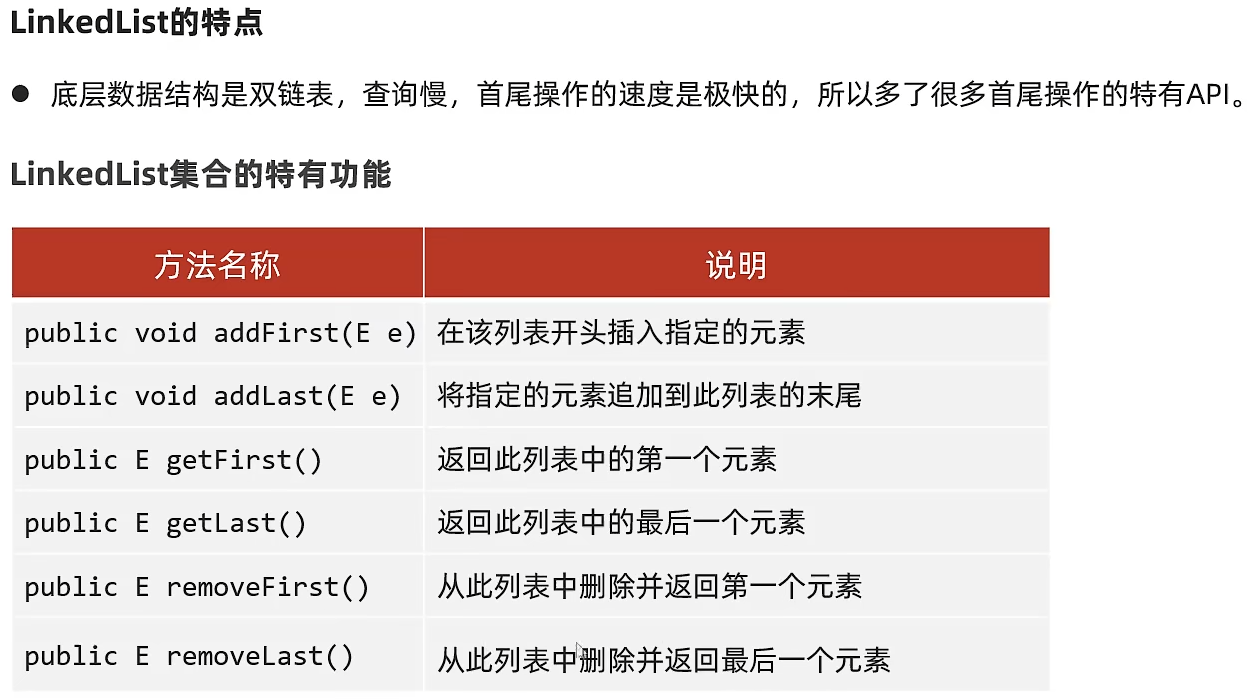 LinkedList的特点
● 底层数据结构是双链表，查询慢，首尾操作的速度是极快的，所以多了很多首尾操作的特有API。
LinkedList集合的特有功能
方法名称 说明
public void addFirst(E e) 在该列表开头插入指定的元素
public void addLast(E e) 将指定的元素追加到此列表的末尾
public E getFirst() 返回此列表中的第一个元素
public E getLast() 返回此列表中的最后一个元素
public E removeFirst() 从此列表中删除并返回第一个元素
public E removeLast() 从此列表中删除并返回最后一个元素